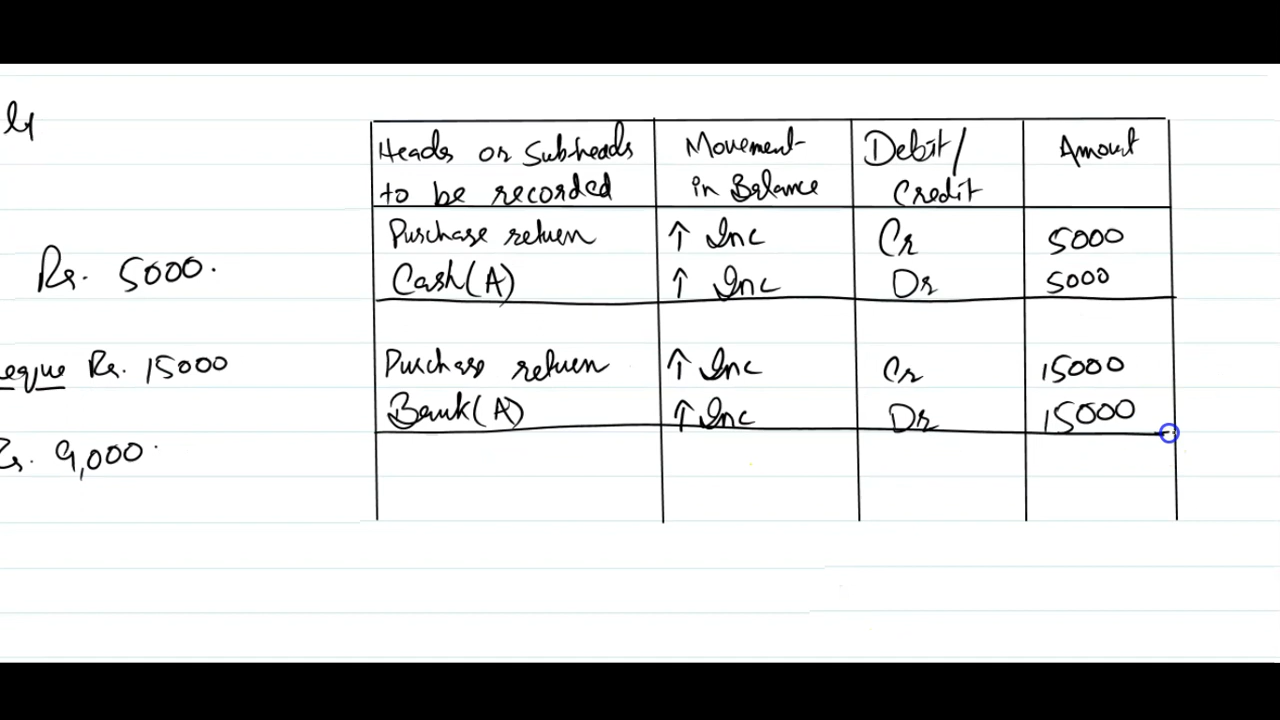 Heads or Subheads to be recorded
Movement in Balance
Debit/ Credit
Amount
Rs. 5000.
Purchase return ↑ Inc Cr 5000
Cash(A) ↑ Inc Dr 5000
eque Rs. 15000
Purchase return ↑ Inc Cr 15000
Bank(A) ↑ Inc Dr 15000
Rs. 9,000.